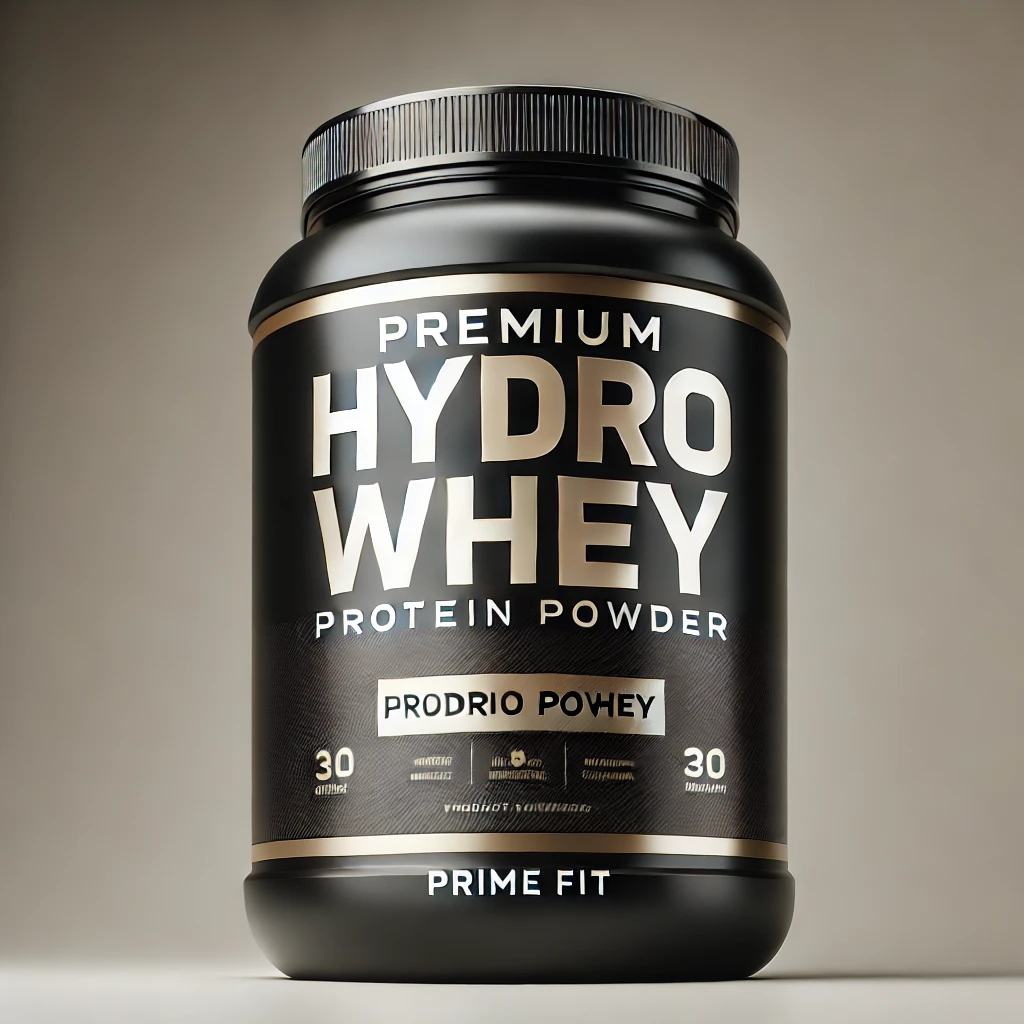 PREMIUM
HYDRO
WHEY
PROTEIN POWDER
PRODRIO POWHEY
30
30
PRIME FIT